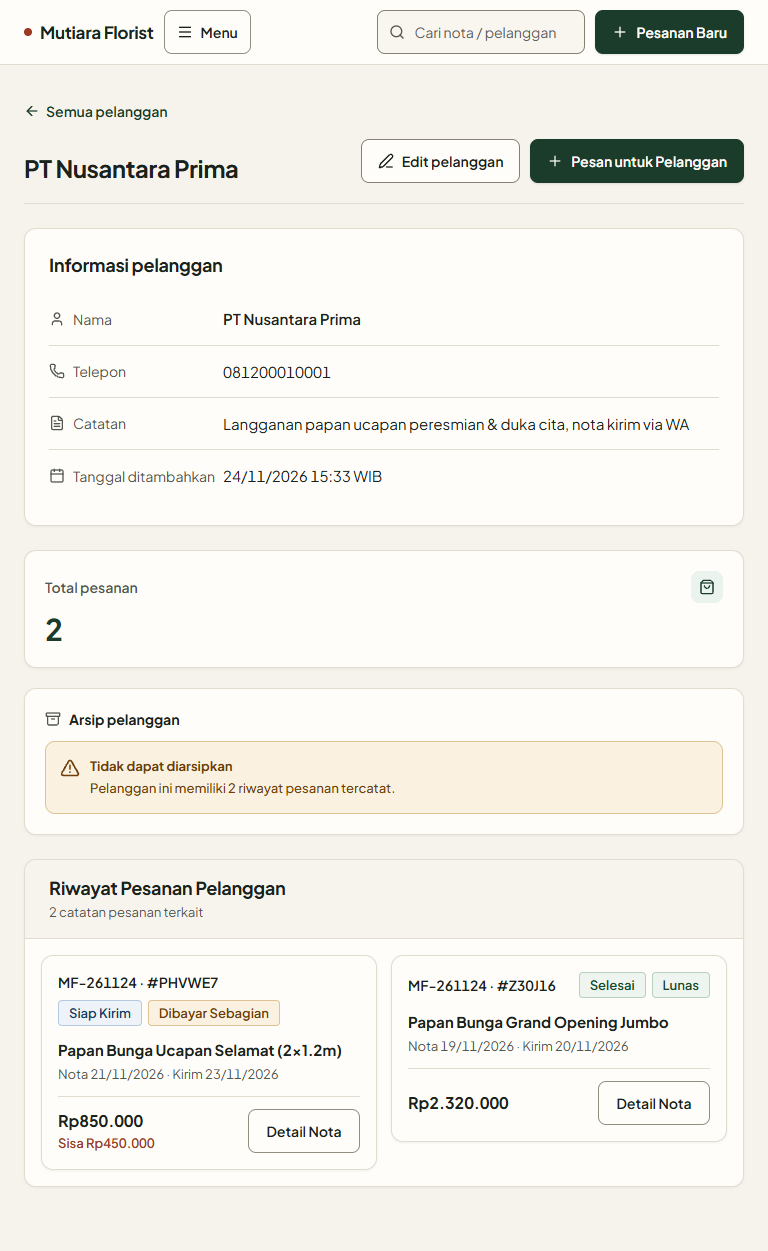 Mutiara Florist
Menu
Cari nota / pelanggan
Pesanan Baru
Semua pelanggan
PT Nusantara Prima
Edit pelanggan
Pesan untuk Pelanggan
Informasi pelanggan
Nama
PT Nusantara Prima
Telepon
081200010001
Catatan
Langganan papan ucapan peresmian & duka cita, nota kirim via WA
Tanggal ditambahkan
24/11/2026 15:33 WIB
Total pesanan
2
Arsip pelanggan
Tidak dapat diarsipkan
Pelanggan ini memiliki 2 riwayat pesanan tercatat.
Riwayat Pesanan Pelanggan
2 catatan pesanan terkait
MF-261124 · #PHVWE7
Siap Kirim
Dibayar Sebagian
Papan Bunga Ucapan Selamat (2×1.2m)
Nota 21/11/2026 · Kirim 23/11/2026
Rp850.000
Sisa Rp450.000
Detail Nota
MF-261124 · #Z30J16
Selesai
Lunas
Papan Bunga Grand Opening Jumbo
Nota 19/11/2026 · Kirim 20/11/2026
Rp2.320.000
Detail Nota